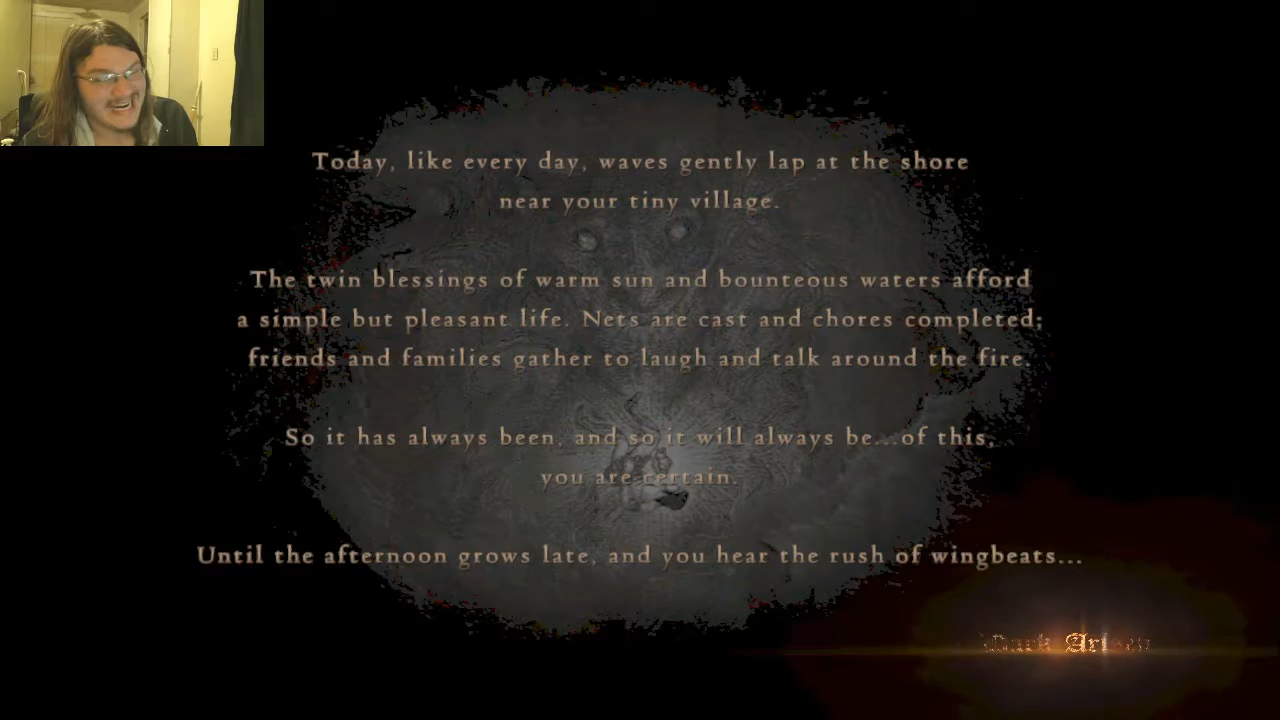 Today, like every day, waves gently lap at the shore
near your tiny village.
The twin blessings of warm sun and bounteous waters afford
a simple but pleasant life. Nets are cast and chores completed;
friends and families gather to laugh and talk around the fire.
So it has always been, and so it will always be...of this,
you are certain.
Until the afternoon grows late, and you hear the rush of wingbeats...
Dark Arisen